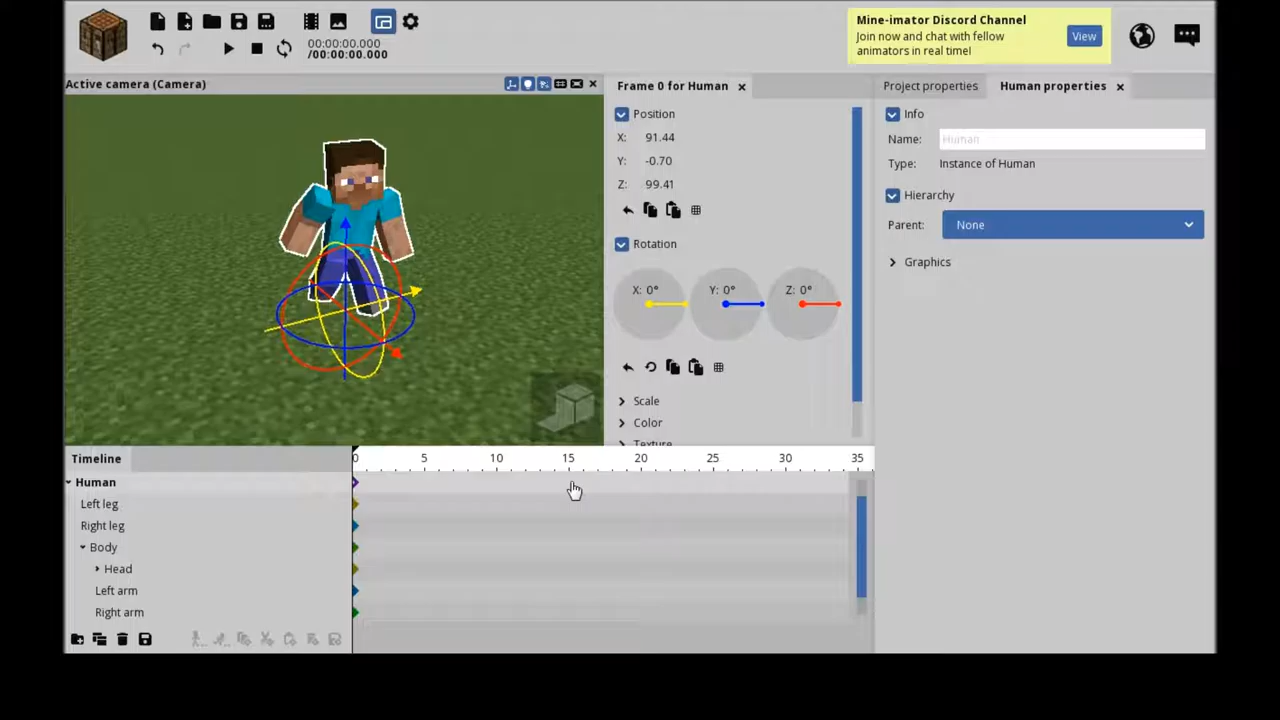 Mine-imator Discord Channel
Join now and chat with fellow
animators in real time!
View
00:00:00.000
/00:00:00.000
Active camera (Camera)
Frame 0 for Human
Position
X: 91.44
Y: -0.70
Z: 99.41
Rotation
X: 0° Y: 0° Z: 0°
Scale
Color
Texture
Project properties Human properties
Info
Name: Human
Type: Instance of Human
Hierarchy
Parent: None
Graphics
Timeline
0 5 10 15 20 25 30 35
Human
Left leg
Right leg
Body
Head
Left arm
Right arm